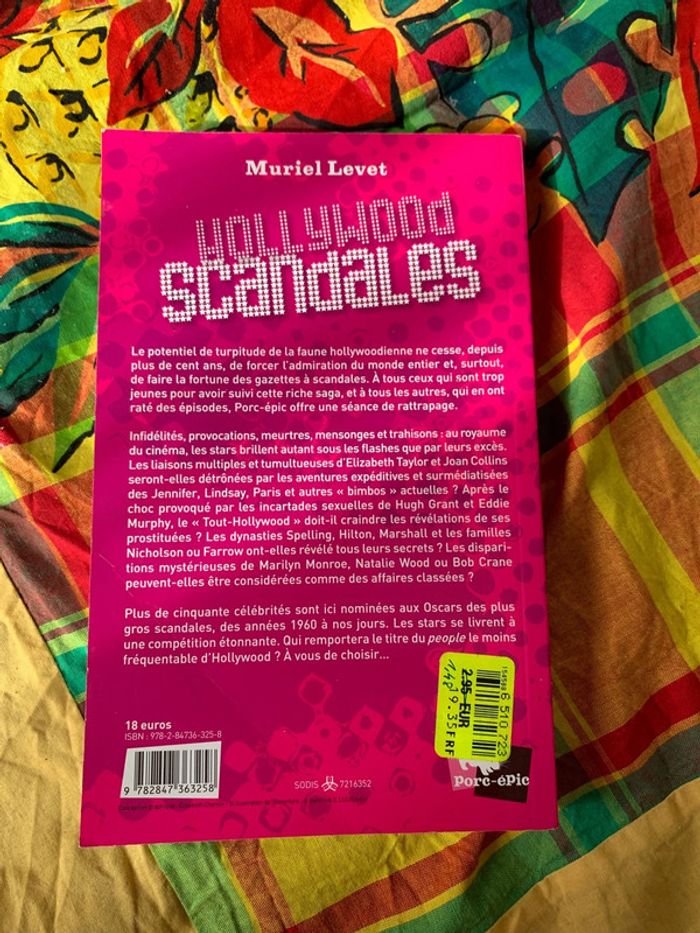 Muriel Levet
Hollywood
scandales
Le potentiel de turpitude de la faune hollywoodienne ne cesse, depuis
plus de cent ans, de forcer l'admiration du monde entier et, surtout,
de faire la fortune des gazettes à scandales. À tous ceux qui sont trop
jeunes pour avoir suivi cette riche saga, et à tous les autres, qui en ont
raté des épisodes, Porc-épic offre une séance de rattrapage.
Infidélités, provocations, meurtres, mensonges et trahisons : au royaume
du cinéma, les stars brillent autant sous les flashes que par leurs excès.
Les liaisons multiples et tumultueuses d'Elizabeth Taylor et Joan Collins
seront-elles détrônées par les aventures expéditives et surmédiatisées
des Jennifer, Lindsay, Paris et autres « bimbos » actuelles ? Après le
choc provoqué par les incartades sexuelles de Hugh Grant et Eddie
Murphy, le « Tout-Hollywood » doit-il craindre les révélations de ses
prostituées ? Les dynasties Spelling, Hilton, Marshall et les familles
Nicholson ou Farrow ont-elles révélé tous leurs secrets ? Les dispari-
tions mystérieuses de Marilyn Monroe, Natalie Wood ou Bob Crane
peuvent-elles être considérées comme des affaires classées ?
Plus de cinquante célébrités sont ici nominées aux Oscars des plus
gros scandales, des années 1960 à nos jours. Les stars se livrent à
une compétition étonnante. Qui remportera le titre du people le moins
fréquentable d'Hollywood ? À vous de choisir...
18 euros
ISBN : 978-2-84736-325-8
9 782847 363258
SODIS 7216352
2.95 EUR
19.35 FRF
6 510 723
porc-épic